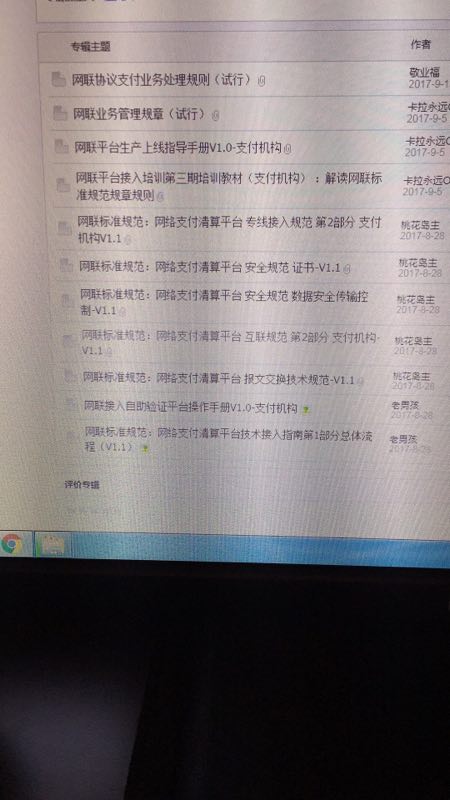 专辑主题 作者
网联协议支付业务处理规则（试行） 敬业福
2017-9-1
网联业务管理规章（试行） 卡拉永远O
2017-9-5
网联平台生产上线指导手册V1.0-支付机构 卡拉永远O
2017-9-5
网联平台接入培训第三期培训教材（支付机构）：解读网联标 卡拉永远O
准规范规章规则 2017-9-5
网联标准规范：网络支付清算平台 专线接入规范 第2部分 支付 桃花岛主
机构V1.1 2017-8-28
网联标准规范：网络支付清算平台 安全规范 证书-V1.1 桃花岛主
2017-8-28
网联标准规范：网络支付清算平台 安全规范 数据安全传输控 桃花岛主
制-V1.1 2017-8-28
网联标准规范：网络支付清算平台 互联规范 第2部分 支付机构- 桃花岛主
V1.1 2017-8-28
网联标准规范：网络支付清算平台 报文交换技术规范-V1.1 桃花岛主
2017-8-28
网联接入自助验证平台操作手册V1.0-支付机构 老男孩
2017-8-28
网联标准规范：网络支付清算平台技术接入指南第1部分总体流 老男孩
程（V1.1） 2017-8-28
评价专辑